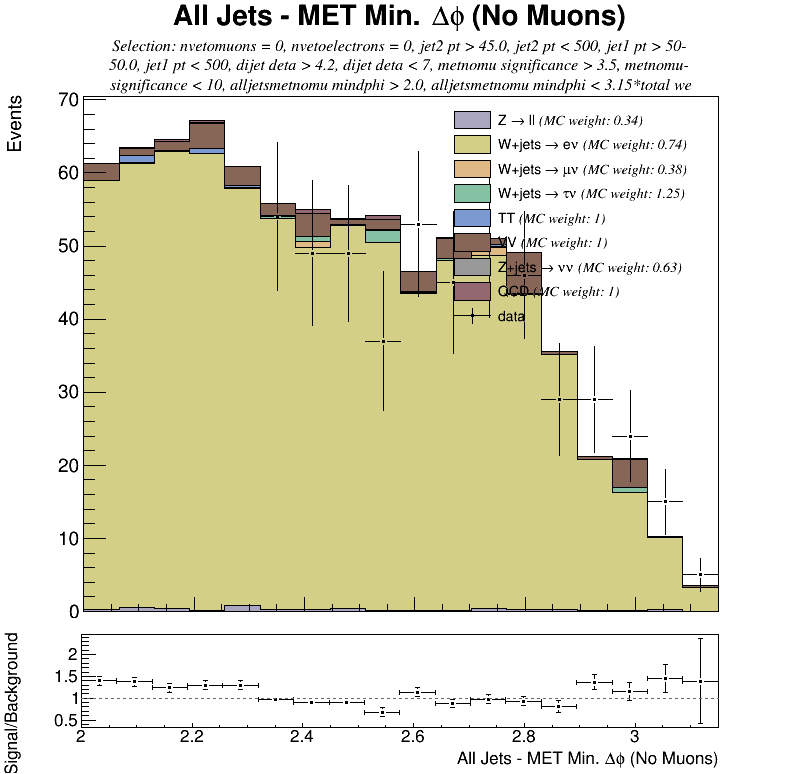 All Jets - MET Min. Δϕ (No Muons)
Selection: nvetomuons = 0, nvetoelectrons = 0, jet2 pt > 45.0, jet2 pt < 500, jet1 pt > 50-
50.0, jet1 pt < 500, dijet deta > 4.2, dijet deta < 7, metnomu significance > 3.5, metnomu-
significance < 10, alljetsmetnomu mindphi > 2.0, alljetsmetnomu mindphi < 3.15*total we
Events
70
60
50
40
30
20
10
0
Z → ll (MC weight: 0.34)
W+jets → eν (MC weight: 0.74)
W+jets → μν (MC weight: 0.38)
W+jets → τν (MC weight: 1.25)
TT (MC weight: 1)
VV (MC weight: 1)
Z+jets → νν (MC weight: 0.63)
QCD (MC weight: 1)
data
Signal/Background
2
1.5
1
0.5
2 2.2 2.4 2.6 2.8 3
All Jets - MET Min. Δϕ (No Muons)